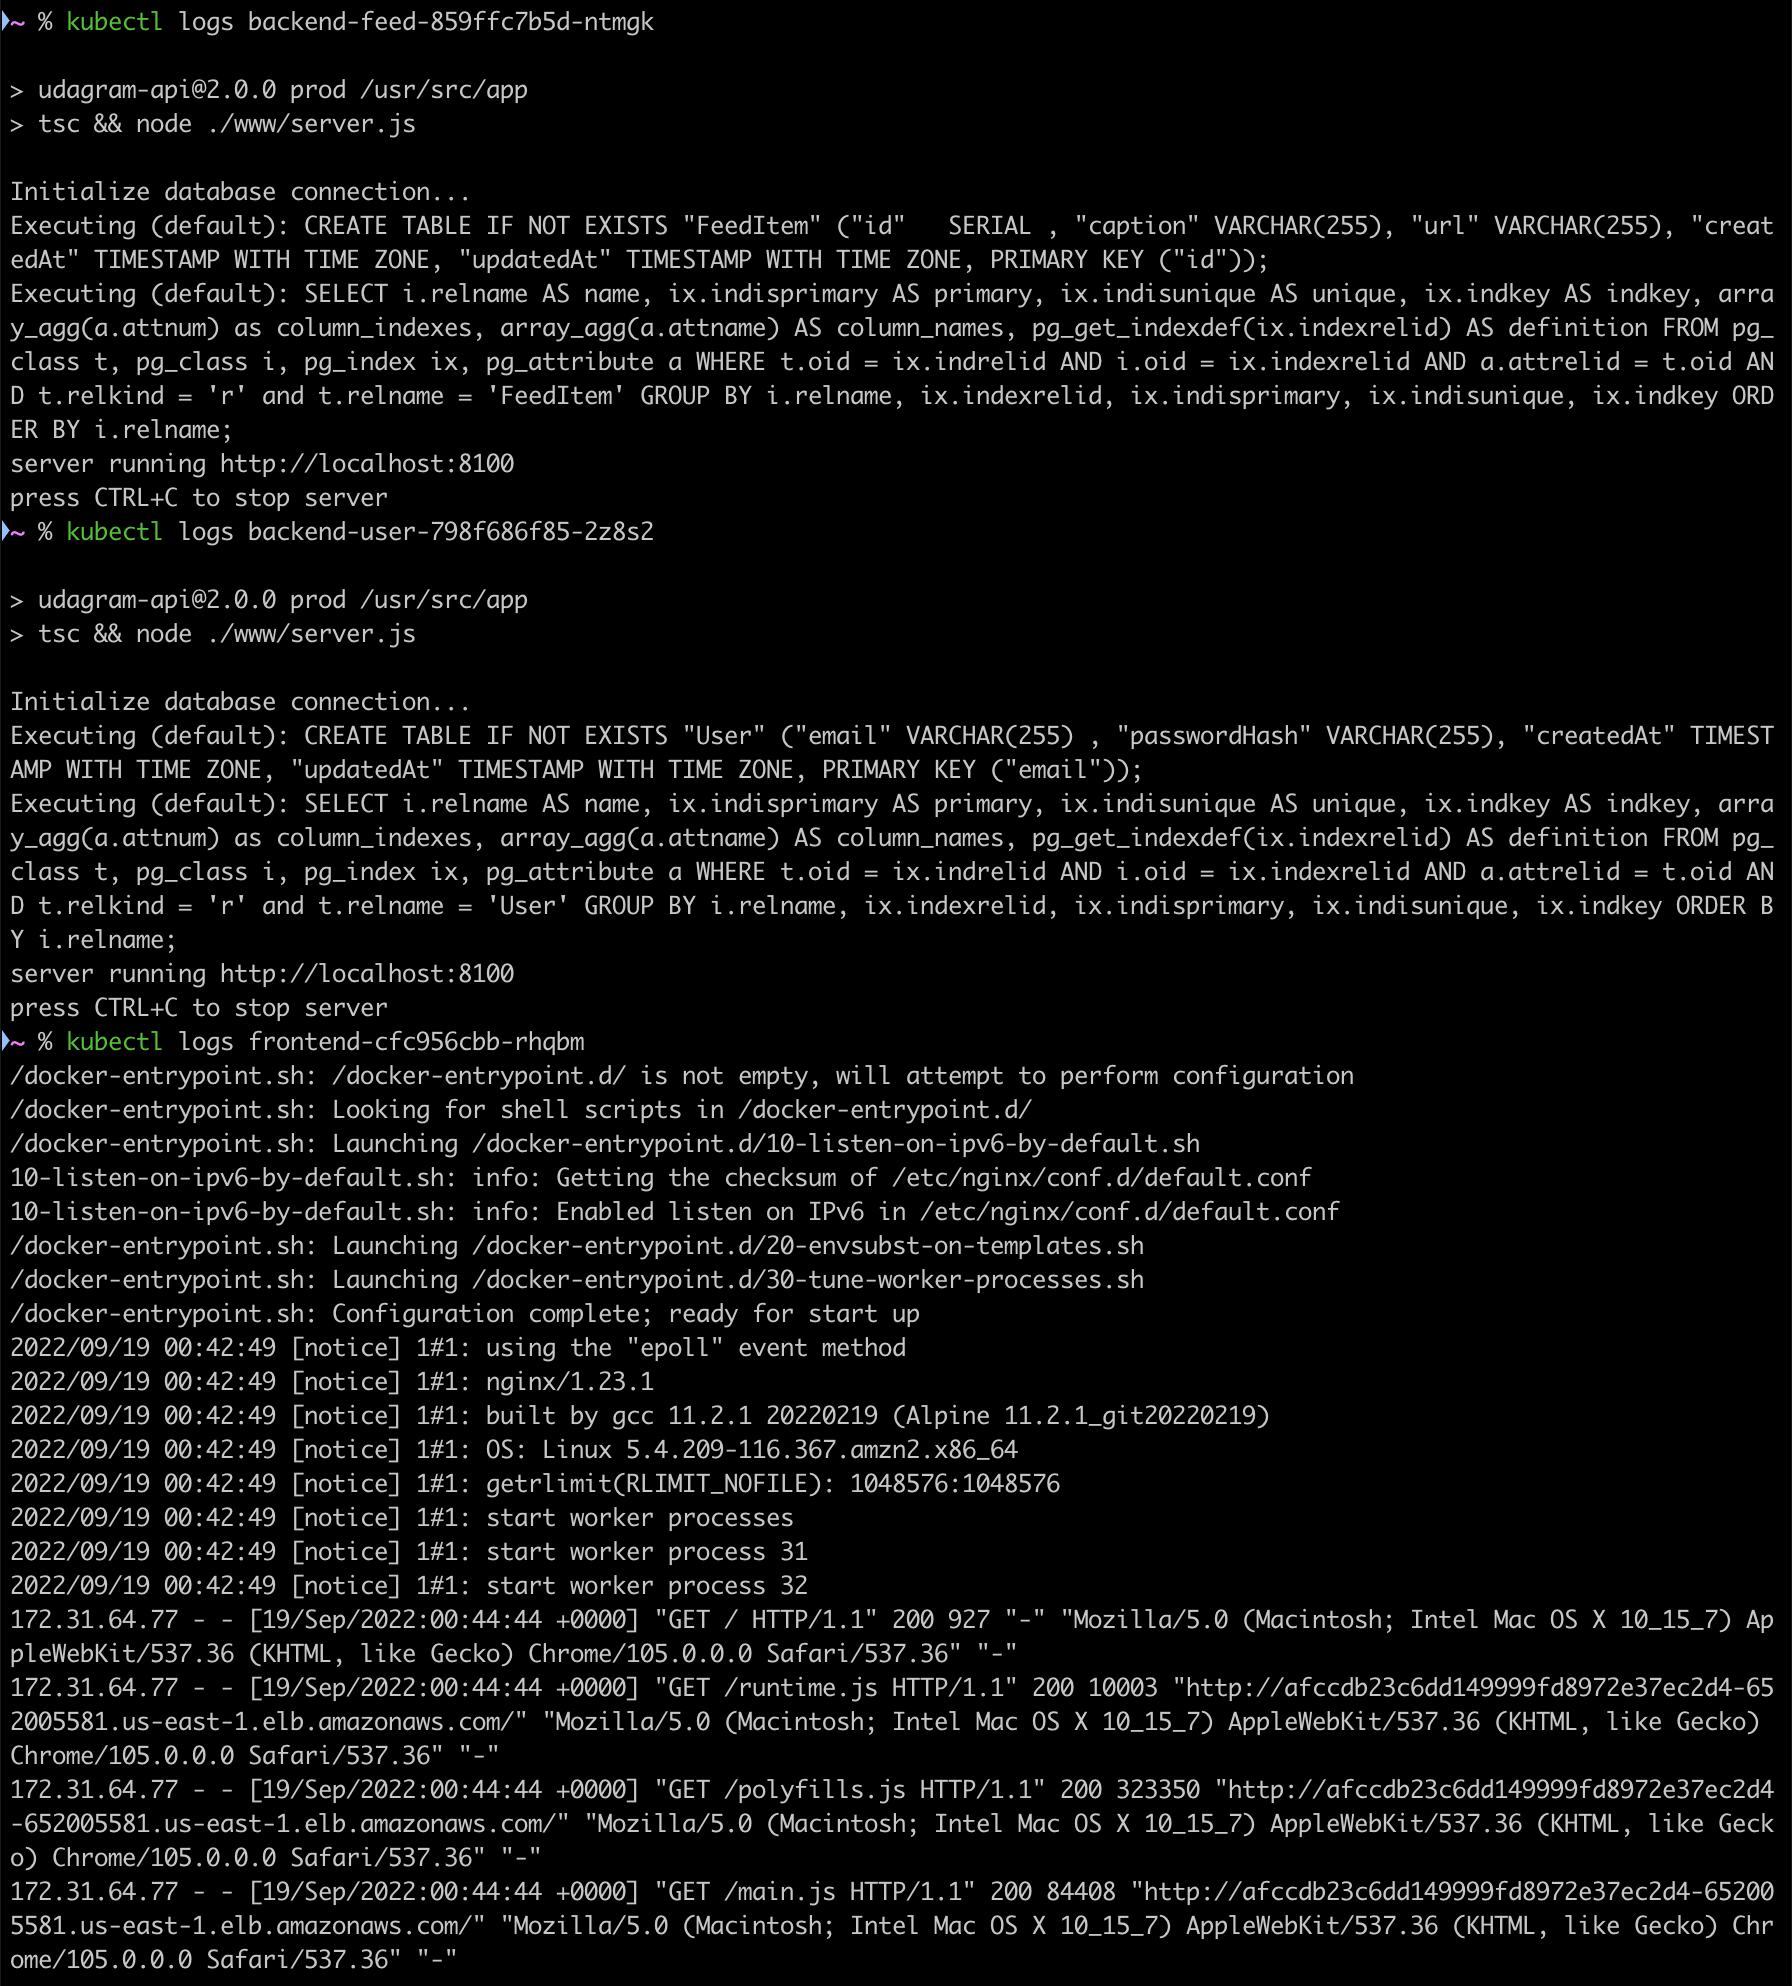 ~ % kubectl logs backend-feed-859ffc7b5d-ntmgk
> udagram-api@2.0.0 prod /usr/src/app
> tsc && node ./www/server.js
Initialize database connection...
Executing (default): CREATE TABLE IF NOT EXISTS "FeedItem" ("id"   SERIAL , "caption" VARCHAR(255), "url" VARCHAR(255), "creat
edAt" TIMESTAMP WITH TIME ZONE, "updatedAt" TIMESTAMP WITH TIME ZONE, PRIMARY KEY ("id"));
Executing (default): SELECT i.relname AS name, ix.indisprimary AS primary, ix.indisunique AS unique, ix.indkey AS indkey, arra
y_agg(a.attnum) as column_indexes, array_agg(a.attname) AS column_names, pg_get_indexdef(ix.indexrelid) AS definition FROM pg_
class t, pg_class i, pg_index ix, pg_attribute a WHERE t.oid = ix.indrelid AND i.oid = ix.indexrelid AND a.attrelid = t.oid AN
D t.relkind = 'r' and t.relname = 'FeedItem' GROUP BY i.relname, ix.indexrelid, ix.indisprimary, ix.indisunique, ix.indkey ORD
ER BY i.relname;
server running http://localhost:8100
press CTRL+C to stop server
~ % kubectl logs backend-user-798f686f85-2z8s2
> udagram-api@2.0.0 prod /usr/src/app
> tsc && node ./www/server.js
Initialize database connection...
Executing (default): CREATE TABLE IF NOT EXISTS "User" ("email" VARCHAR(255) , "passwordHash" VARCHAR(255), "createdAt" TIMEST
AMP WITH TIME ZONE, "updatedAt" TIMESTAMP WITH TIME ZONE, PRIMARY KEY ("email"));
Executing (default): SELECT i.relname AS name, ix.indisprimary AS primary, ix.indisunique AS unique, ix.indkey AS indkey, arra
y_agg(a.attnum) as column_indexes, array_agg(a.attname) AS column_names, pg_get_indexdef(ix.indexrelid) AS definition FROM pg_
class t, pg_class i, pg_index ix, pg_attribute a WHERE t.oid = ix.indrelid AND i.oid = ix.indexrelid AND a.attrelid = t.oid AN
D t.relkind = 'r' and t.relname = 'User' GROUP BY i.relname, ix.indexrelid, ix.indisprimary, ix.indisunique, ix.indkey ORDER B
Y i.relname;
server running http://localhost:8100
press CTRL+C to stop server
~ % kubectl logs frontend-cfc956cbb-rhqbm
/docker-entrypoint.sh: /docker-entrypoint.d/ is not empty, will attempt to perform configuration
/docker-entrypoint.sh: Looking for shell scripts in /docker-entrypoint.d/
/docker-entrypoint.sh: Launching /docker-entrypoint.d/10-listen-on-ipv6-by-default.sh
10-listen-on-ipv6-by-default.sh: info: Getting the checksum of /etc/nginx/conf.d/default.conf
10-listen-on-ipv6-by-default.sh: info: Enabled listen on IPv6 in /etc/nginx/conf.d/default.conf
/docker-entrypoint.sh: Launching /docker-entrypoint.d/20-envsubst-on-templates.sh
/docker-entrypoint.sh: Launching /docker-entrypoint.d/30-tune-worker-processes.sh
/docker-entrypoint.sh: Configuration complete; ready for start up
2022/09/19 00:42:49 [notice] 1#1: using the "epoll" event method
2022/09/19 00:42:49 [notice] 1#1: nginx/1.23.1
2022/09/19 00:42:49 [notice] 1#1: built by gcc 11.2.1 20220219 (Alpine 11.2.1_git20220219)
2022/09/19 00:42:49 [notice] 1#1: OS: Linux 5.4.209-116.367.amzn2.x86_64
2022/09/19 00:42:49 [notice] 1#1: getrlimit(RLIMIT_NOFILE): 1048576:1048576
2022/09/19 00:42:49 [notice] 1#1: start worker processes
2022/09/19 00:42:49 [notice] 1#1: start worker process 31
2022/09/19 00:42:49 [notice] 1#1: start worker process 32
172.31.64.77 - - [19/Sep/2022:00:44:44 +0000] "GET / HTTP/1.1" 200 927 "-" "Mozilla/5.0 (Macintosh; Intel Mac OS X 10_15_7) Ap
pleWebKit/537.36 (KHTML, like Gecko) Chrome/105.0.0.0 Safari/537.36" "-"
172.31.64.77 - - [19/Sep/2022:00:44:44 +0000] "GET /runtime.js HTTP/1.1" 200 10003 "http://afccdb23c6dd149999fd8972e37ec2d4-65
2005581.us-east-1.elb.amazonaws.com/" "Mozilla/5.0 (Macintosh; Intel Mac OS X 10_15_7) AppleWebKit/537.36 (KHTML, like Gecko)
Chrome/105.0.0.0 Safari/537.36" "-"
172.31.64.77 - - [19/Sep/2022:00:44:44 +0000] "GET /polyfills.js HTTP/1.1" 200 323350 "http://afccdb23c6dd149999fd8972e37ec2d4
-652005581.us-east-1.elb.amazonaws.com/" "Mozilla/5.0 (Macintosh; Intel Mac OS X 10_15_7) AppleWebKit/537.36 (KHTML, like Geck
o) Chrome/105.0.0.0 Safari/537.36" "-"
172.31.64.77 - - [19/Sep/2022:00:44:44 +0000] "GET /main.js HTTP/1.1" 200 84408 "http://afccdb23c6dd149999fd8972e37ec2d4-65200
5581.us-east-1.elb.amazonaws.com/" "Mozilla/5.0 (Macintosh; Intel Mac OS X 10_15_7) AppleWebKit/537.36 (KHTML, like Gecko) Chr
ome/105.0.0.0 Safari/537.36" "-"